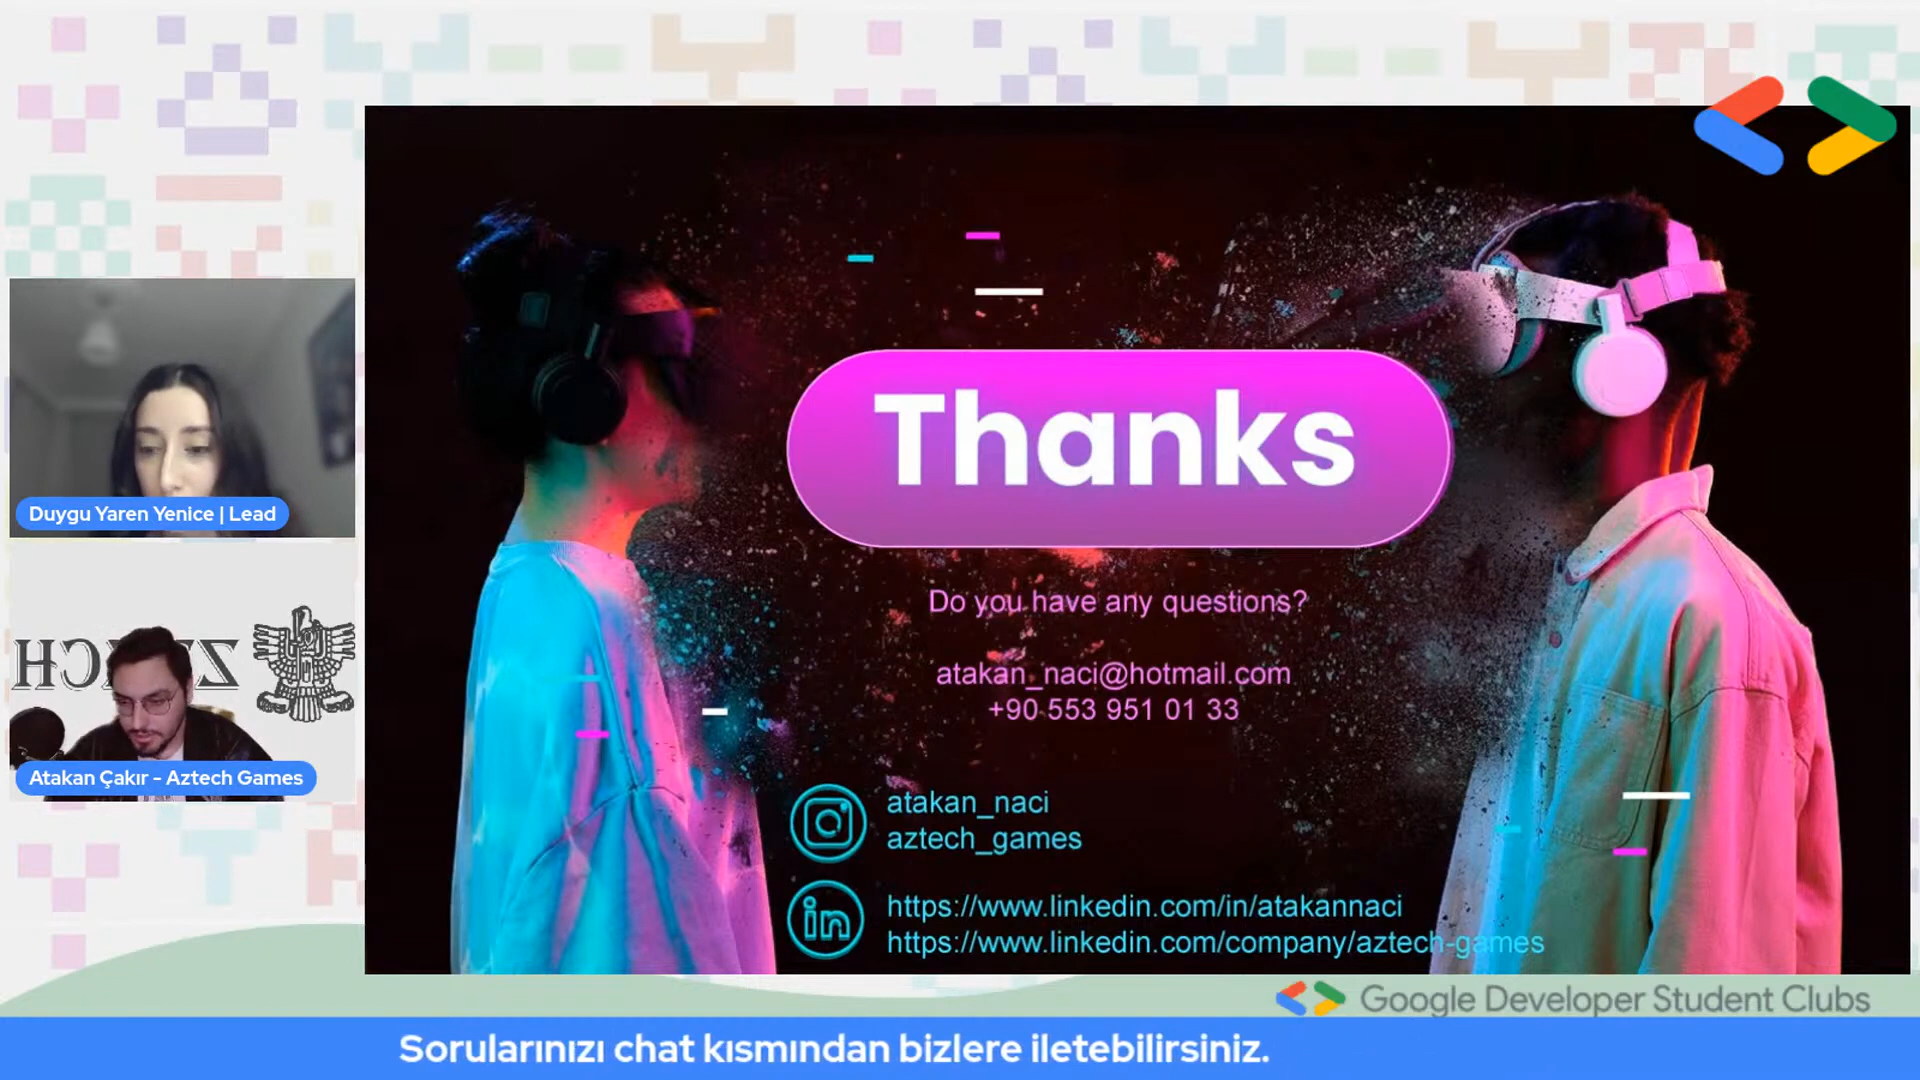 Duygu Yaren Yenice | Lead
Atakan Çakır - Aztech Games
Thanks
Do you have any questions?
atakan_naci@hotmail.com
+90 553 951 01 33
atakan_naci
aztech_games
in
https://www.linkedin.com/in/atakannaci
https://www.linkedin.com/company/aztech-games
Google Developer Student Clubs
Sorularınızı chat kısmından bizlere iletebilirsiniz.